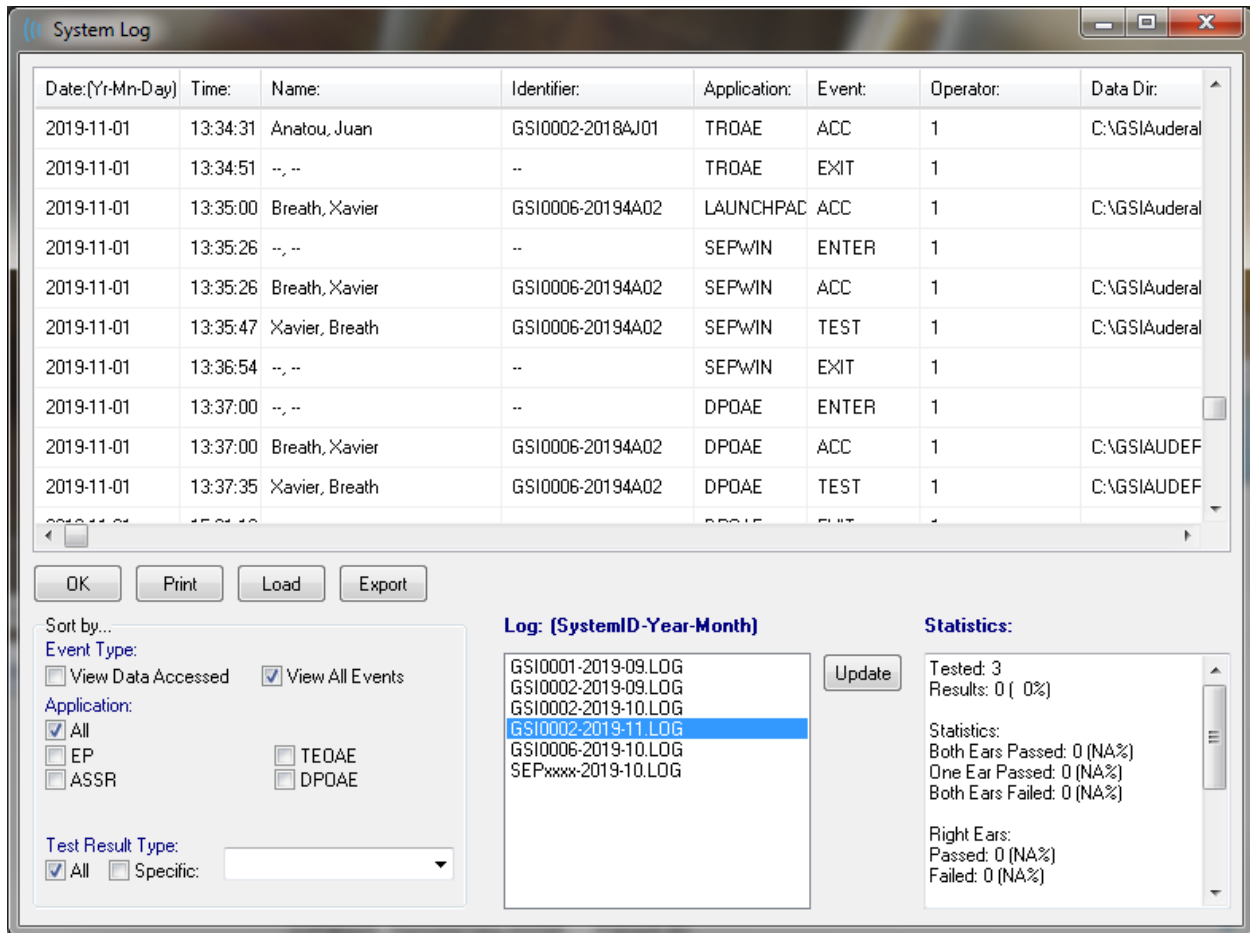 System Log
Date:(Yr-Mn-Day) Time: Name: Identifier: Application: Event: Operator: Data Dir:
2019-11-01 13:34:31 Anatou, Juan GSI0002-2018AJ01 TROAE ACC 1 C:\GSIAuderal
2019-11-01 13:34:51 --, -- -- TROAE EXIT 1
2019-11-01 13:35:00 Breath, Xavier GSI0006-20194A02 LAUNCHPAD ACC 1 C:\GSIAuderal
2019-11-01 13:35:26 --, -- -- SEPWIN ENTER 1
2019-11-01 13:35:26 Breath, Xavier GSI0006-20194A02 SEPWIN ACC 1 C:\GSIAuderal
2019-11-01 13:35:47 Xavier, Breath GSI0006-20194A02 SEPWIN TEST 1 C:\GSIAuderal
2019-11-01 13:36:54 --, -- -- SEPWIN EXIT 1
2019-11-01 13:37:00 --, -- -- DPOAE ENTER 1
2019-11-01 13:37:00 Breath, Xavier GSI0006-20194A02 DPOAE ACC 1 C:\GSIAUDEF
2019-11-01 13:37:35 Xavier, Breath GSI0006-20194A02 DPOAE TEST 1 C:\GSIAUDEF
OK Print Load Export
Sort by...
Event Type:
View Data Accessed View All Events
Application:
All
EP TEOAE
ASSR DPOAE
Test Result Type:
All Specific:
Log: (SystemID-Year-Month)
GSI0001-2019-09.LOG
GSI0002-2019-09.LOG
GSI0002-2019-10.LOG
GSI0002-2019-11.LOG
GSI0006-2019-10.LOG
SEPxxxx-2019-10.LOG
Update
Statistics:
Tested: 3
Results: 0 ( 0%)
Statistics:
Both Ears Passed: 0 (NA%)
One Ear Passed: 0 (NA%)
Both Ears Failed: 0 (NA%)
Right Ears:
Passed: 0 (NA%)
Failed: 0 (NA%)